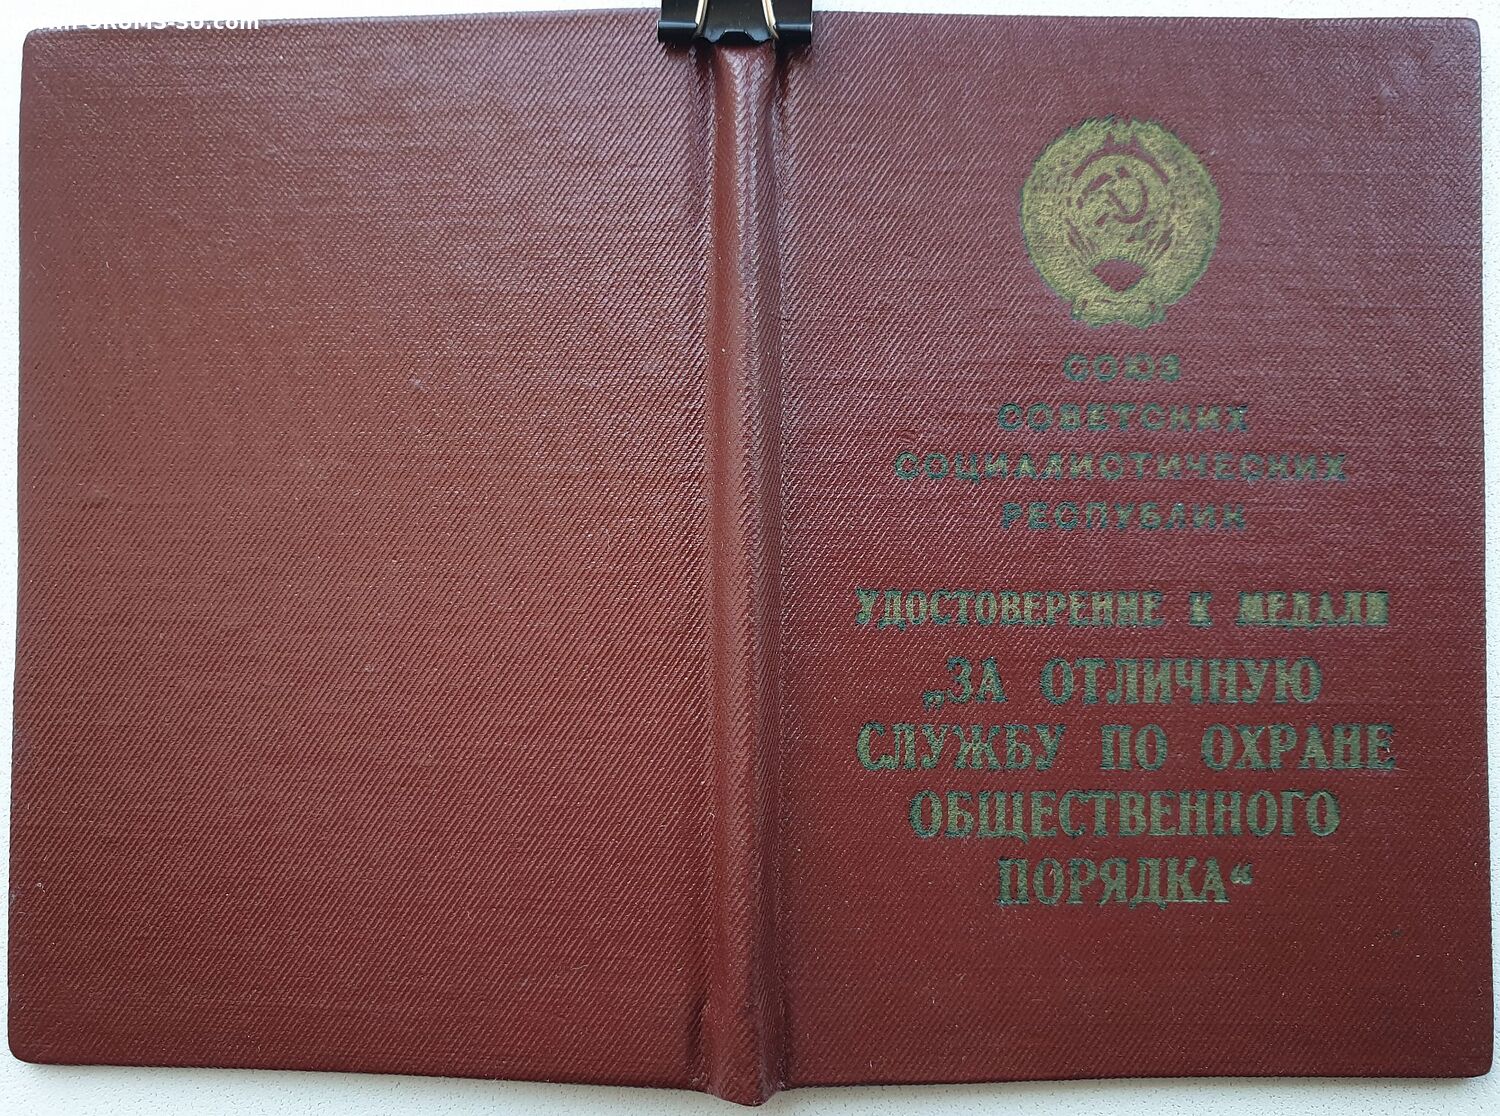 СОЮЗ
СОВЕТСКИХ
СОЦИАЛИСТИЧЕСКИХ
РЕСПУБЛИК
УДОСТОВЕРЕНИЕ К МЕДАЛИ
„ЗА ОТЛИЧНУЮ
СЛУЖБУ ПО ОХРАНЕ
ОБЩЕСТВЕННОГО
ПОРЯДКА“